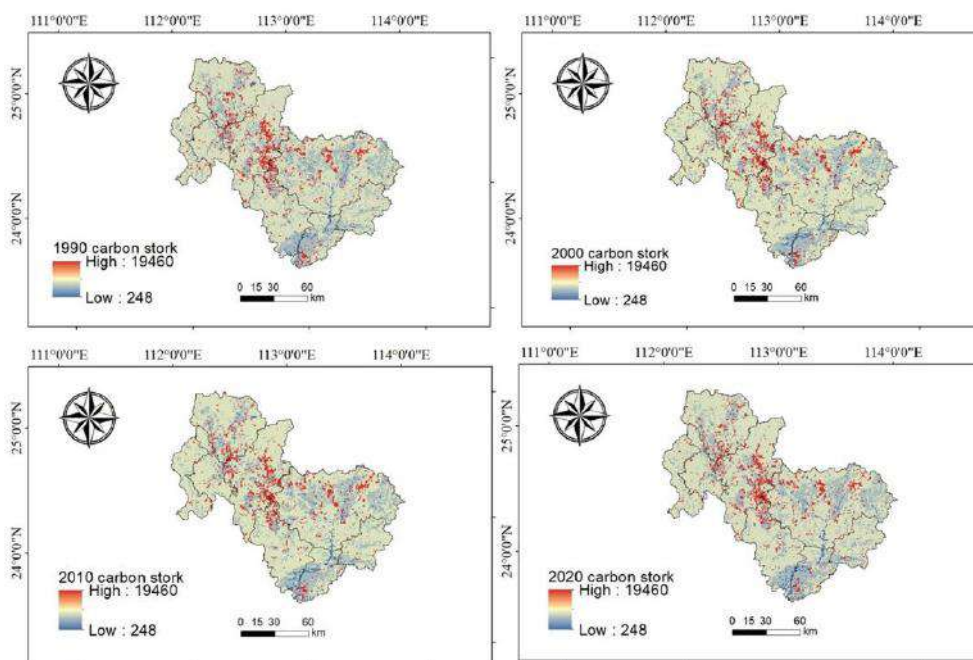 111°0'0"E 112°0'0"E 113°0'0"E 114°0'0"E
25°0'0"N
24°0'0"N
1990 carbon stork
High : 19460
Low : 248
0 15 30 60
km
111°0'0"E 112°0'0"E 113°0'0"E 114°0'0"E
25°0'0"N
24°0'0"N
2000 carbon stork
High : 19460
Low : 248
0 15 30 60
km
111°0'0"E 112°0'0"E 113°0'0"E 114°0'0"E
25°0'0"N
24°0'0"N
2010 carbon stork
High : 19460
Low : 248
0 15 30 60
km
111°0'0"E 112°0'0"E 113°0'0"E 114°0'0"E
25°0'0"N
24°0'0"N
2020 carbon stork
High : 19460
Low : 248
0 15 30 60
km